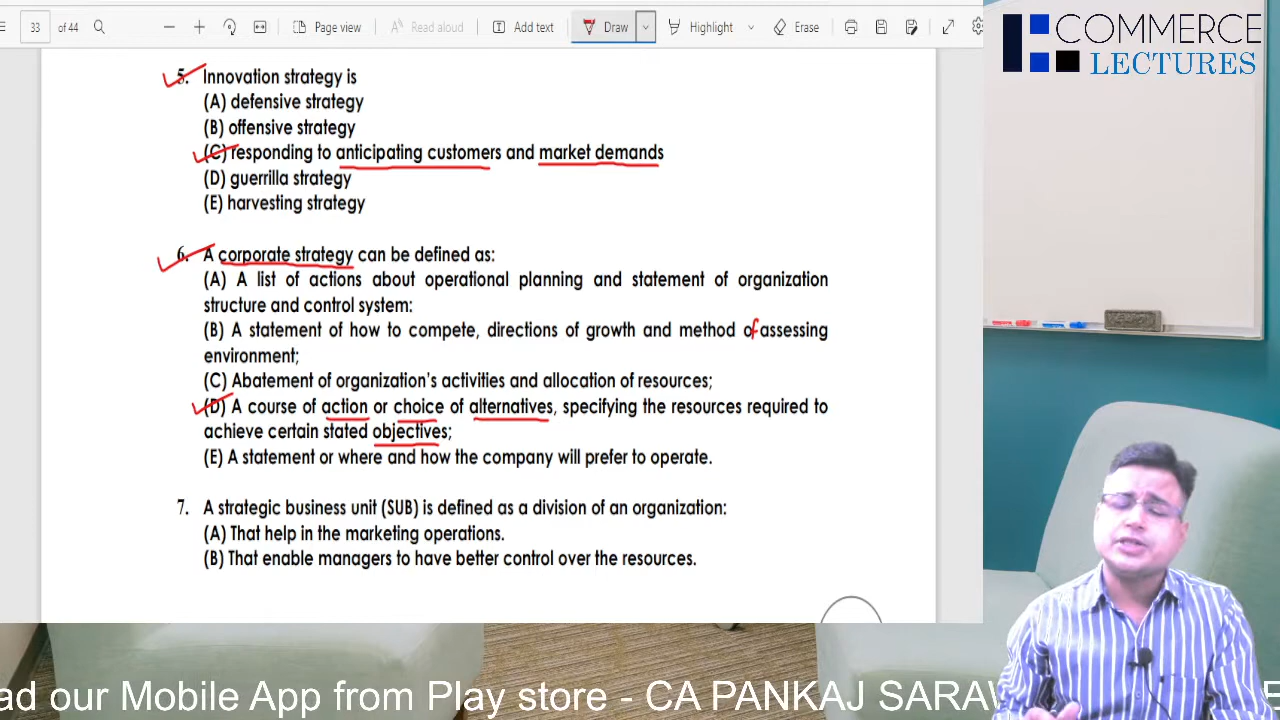 33 of 44 Page view Read aloud Add text Draw Highlight Erase
COMMERCE
LECTURES
5. Innovation strategy is
(A) defensive strategy
(B) offensive strategy
(C) responding to anticipating customers and market demands
(D) guerrilla strategy
(E) harvesting strategy
6. A corporate strategy can be defined as:
(A) A list of actions about operational planning and statement of organization
structure and control system:
(B) A statement of how to compete, directions of growth and method of assessing
environment;
(C) Abatement of organization's activities and allocation of resources;
(D) A course of action or choice of alternatives, specifying the resources required to
achieve certain stated objectives;
(E) A statement or where and how the company will prefer to operate.
7. A strategic business unit (SUB) is defined as a division of an organization:
(A) That help in the marketing operations.
(B) That enable managers to have better control over the resources.
ad our Mobile App from Play store - CA PANKAJ SARAW